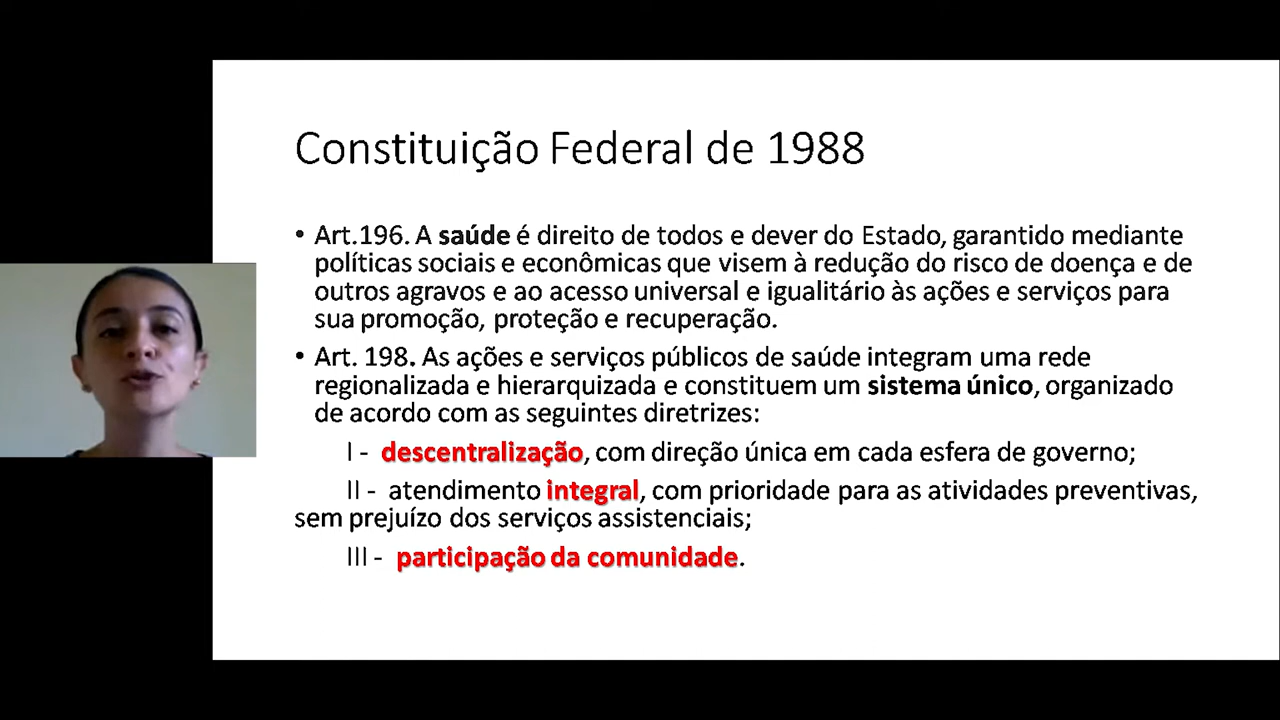 Constituição Federal de 1988
• Art.196. A saúde é direito de todos e dever do Estado, garantido mediante
políticas sociais e econômicas que visem à redução do risco de doença e de
outros agravos e ao acesso universal e igualitário às ações e serviços para
sua promoção, proteção e recuperação.
• Art. 198. As ações e serviços públicos de saúde integram uma rede
regionalizada e hierarquizada e constituem um sistema único, organizado
de acordo com as seguintes diretrizes:
I - descentralização, com direção única em cada esfera de governo;
II - atendimento integral, com prioridade para as atividades preventivas,
sem prejuízo dos serviços assistenciais;
III - participação da comunidade.